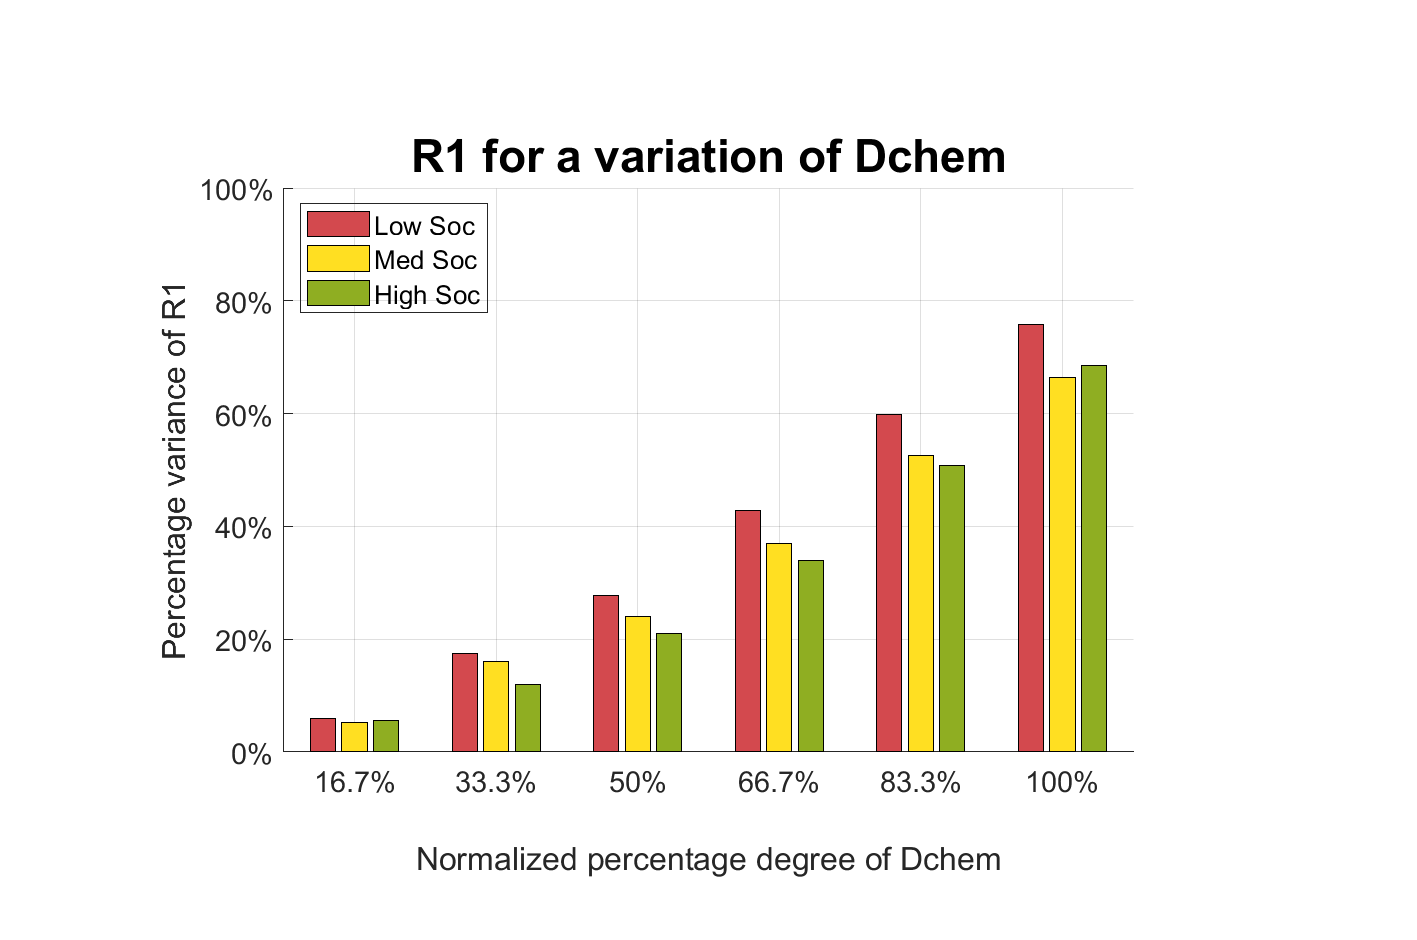 R1 for a variation of Dchem
100%
80%
60%
40%
20%
0%
Percentage variance of R1
Low Soc
Med Soc
High Soc
16.7% 33.3% 50% 66.7% 83.3% 100%
Normalized percentage degree of Dchem